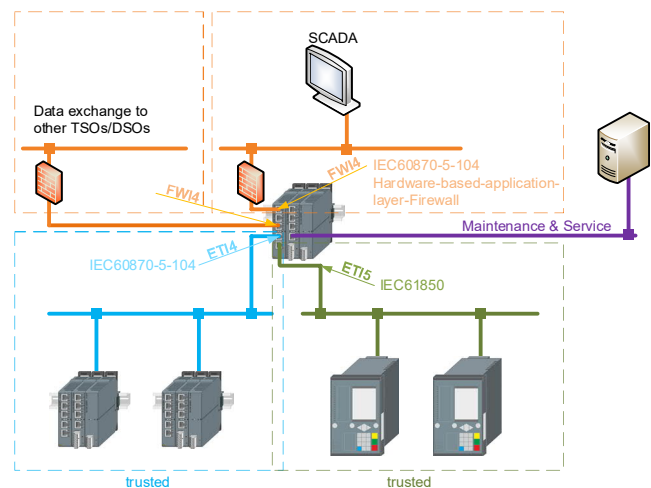 SCADA
Data exchange to
other TSOs/DSOs
FWI4
FWI4
IEC60870-5-104
Hardware-based-application-
layer-Firewall
Maintenance & Service
ETI4
IEC60870-5-104
ETI5
IEC61850
trusted
trusted